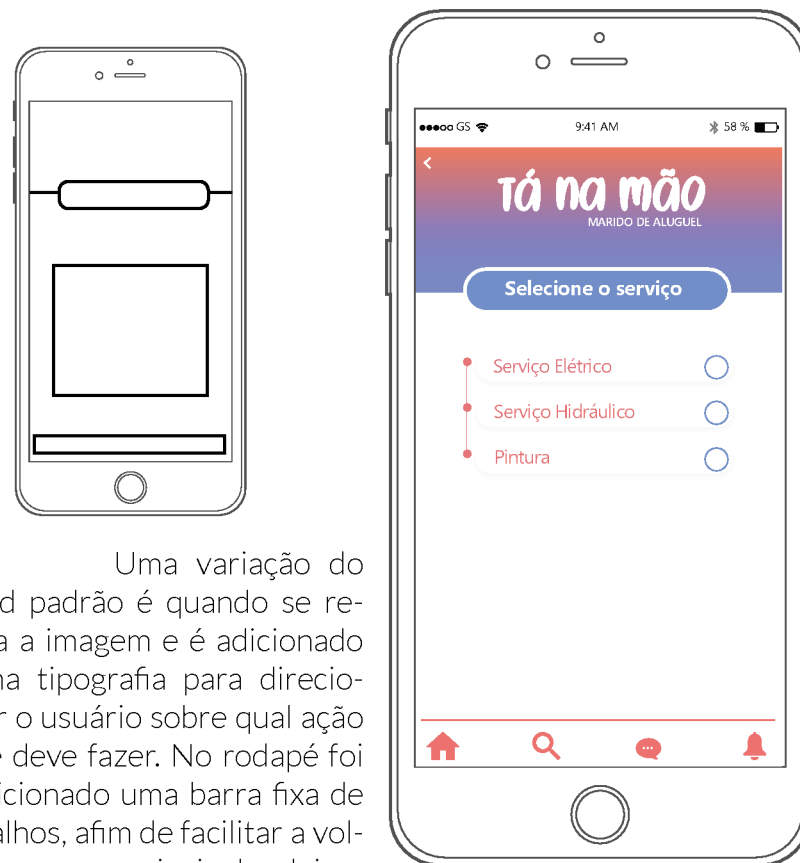 GS 9:41 AM 58 %
Tá na mão
MARIDO DE ALUGUEL
Selecione o serviço
Serviço Elétrico
Serviço Hidráulico
Pintura
Uma variação do
d padrão é quando se re-
a a imagem e é adicionado
a tipografia para direcio-
r o usuário sobre qual ação
deve fazer. No rodapé foi
icionado uma barra fixa de
alhos, afim de facilitar a vol-